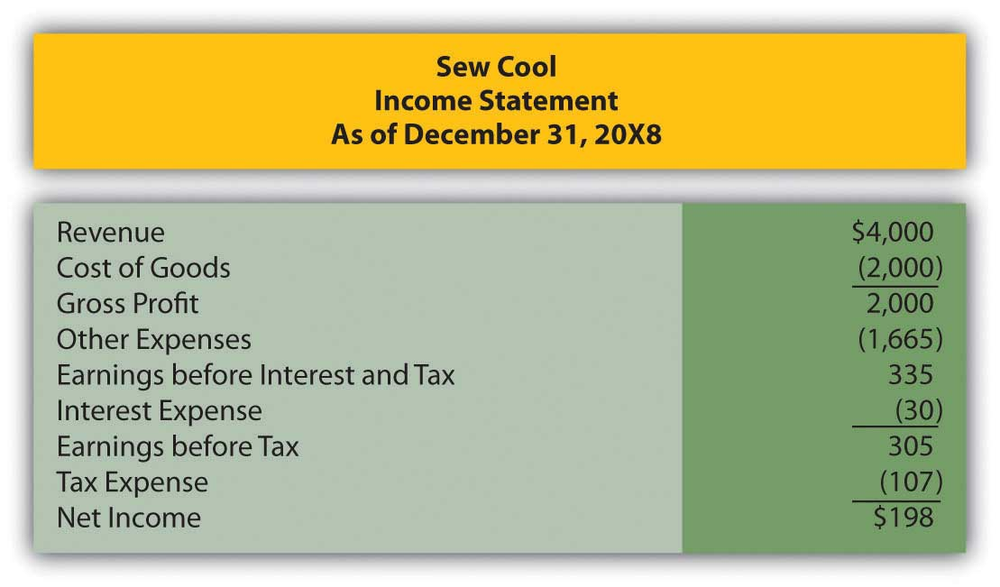 Sew Cool
Income Statement
As of December 31, 20X8
Revenue $4,000
Cost of Goods (2,000)
Gross Profit 2,000
Other Expenses (1,665)
Earnings before Interest and Tax 335
Interest Expense (30)
Earnings before Tax 305
Tax Expense (107)
Net Income $198